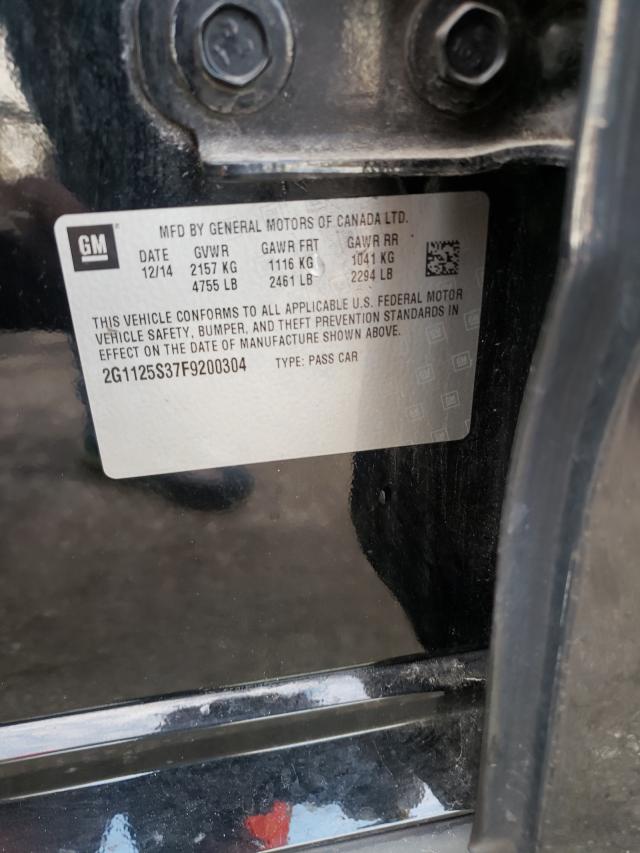 GM
MFD BY GENERAL MOTORS OF CANADA LTD.
DATE GVWR GAWR FRT GAWR RR
12/14 2157 KG 1116 KG 1041 KG
4755 LB 2461 LB 2294 LB
THIS VEHICLE CONFORMS TO ALL APPLICABLE U.S. FEDERAL MOTOR
VEHICLE SAFETY, BUMPER, AND THEFT PREVENTION STANDARDS IN
EFFECT ON THE DATE OF MANUFACTURE SHOWN ABOVE.
2G1125S37F9200304 TYPE: PASS CAR